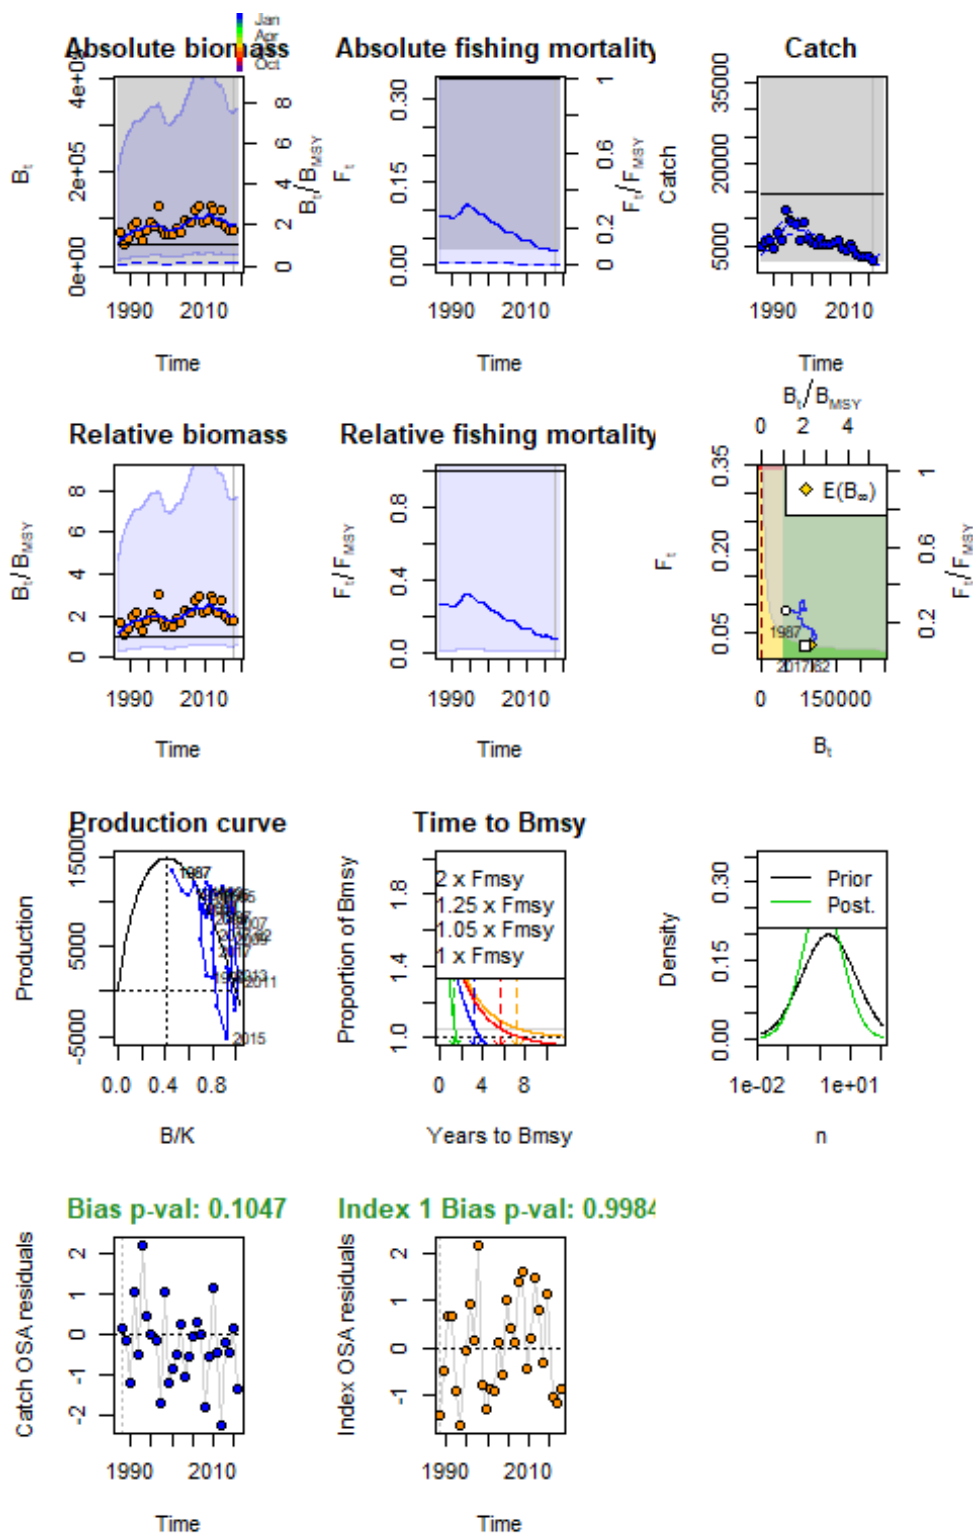 Jan
Apr
Oct
Absolute biomass
Absolute fishing mortality
Catch
Bt
0e+00 2e+05
0 2 4 6 8
Bt/BMSY
Ft
0.00 0.15 0.30
0 0.2 0.6 1
Ft/FMSY
Catch
5000 20000 35000
1990 2010
1990 2010
1990 2010
Time
Time
Time
Relative biomass
Relative fishing mortality
Bt/BMSY
0 2 4
Bt/BMSY
0 2 4 6 8
Ft/FMSY
0.0 0.4 0.8
Ft
0.05 0.20 0.35
E(B∞)
1987
0.2 0.6 1
Ft/FMSY
1990 2010
1990 2010
0 150000
Time
Time
Bt
Production curve
Time to Bmsy
Production
-5000 5000 15000
1987
2011
2015
0.0 0.4 0.8
B/K
Proportion of Bmsy
1.0 1.4 1.8
2 x Fmsy
1.25 x Fmsy
1.05 x Fmsy
1 x Fmsy
0 4 8
Years to Bmsy
Density
0.00 0.15 0.30
Prior
Post.
1e-02 1e+01
n
Bias p-val: 0.1047
Index 1 Bias p-val: 0.9984
Catch OSA residuals
-2 -1 0 1 2
Index OSA residuals
-1 0 1 2
1990 2010
1990 2010
Time
Time